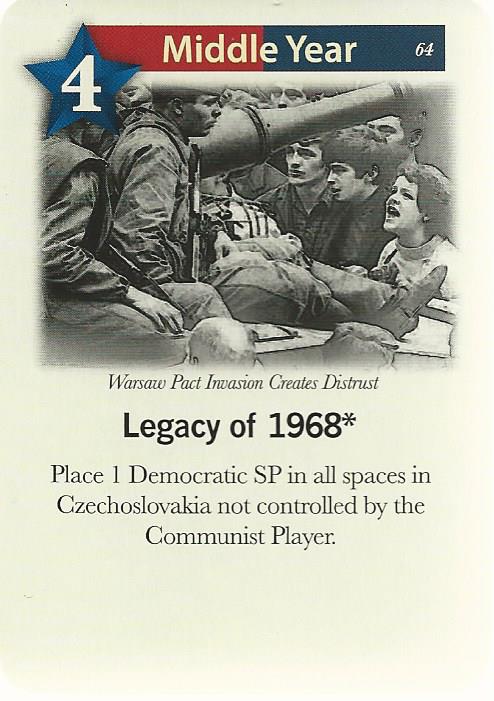 4
Middle Year
64
Warsaw Pact Invasion Creates Distrust
Legacy of 1968*
Place 1 Democratic SP in all spaces in
Czechoslovakia not controlled by the
Communist Player.